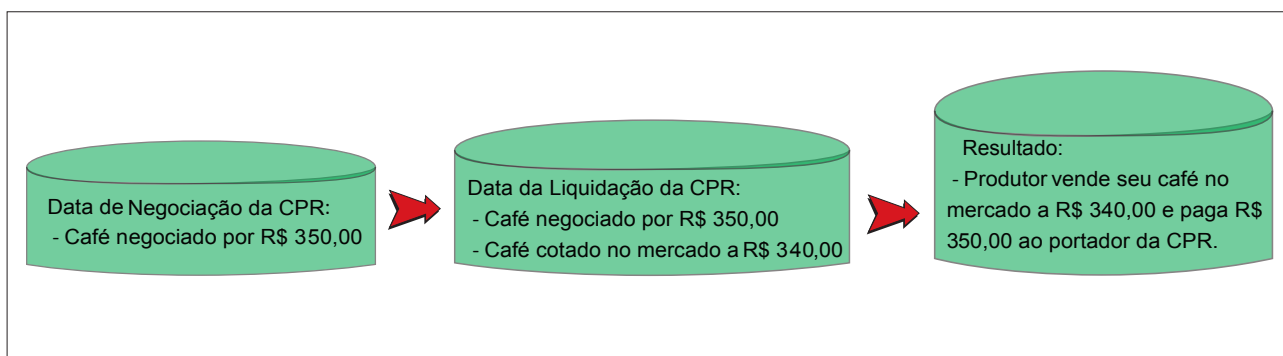 Data de Negociação da CPR:
- Café negociado por R$ 350,00
Data da Liquidação da CPR:
- Café negociado por R$ 350,00
- Café cotado no mercado a R$ 340,00
Resultado:
- Produtor vende seu café no
mercado a R$ 340,00 e paga R$
350,00 ao portador da CPR.